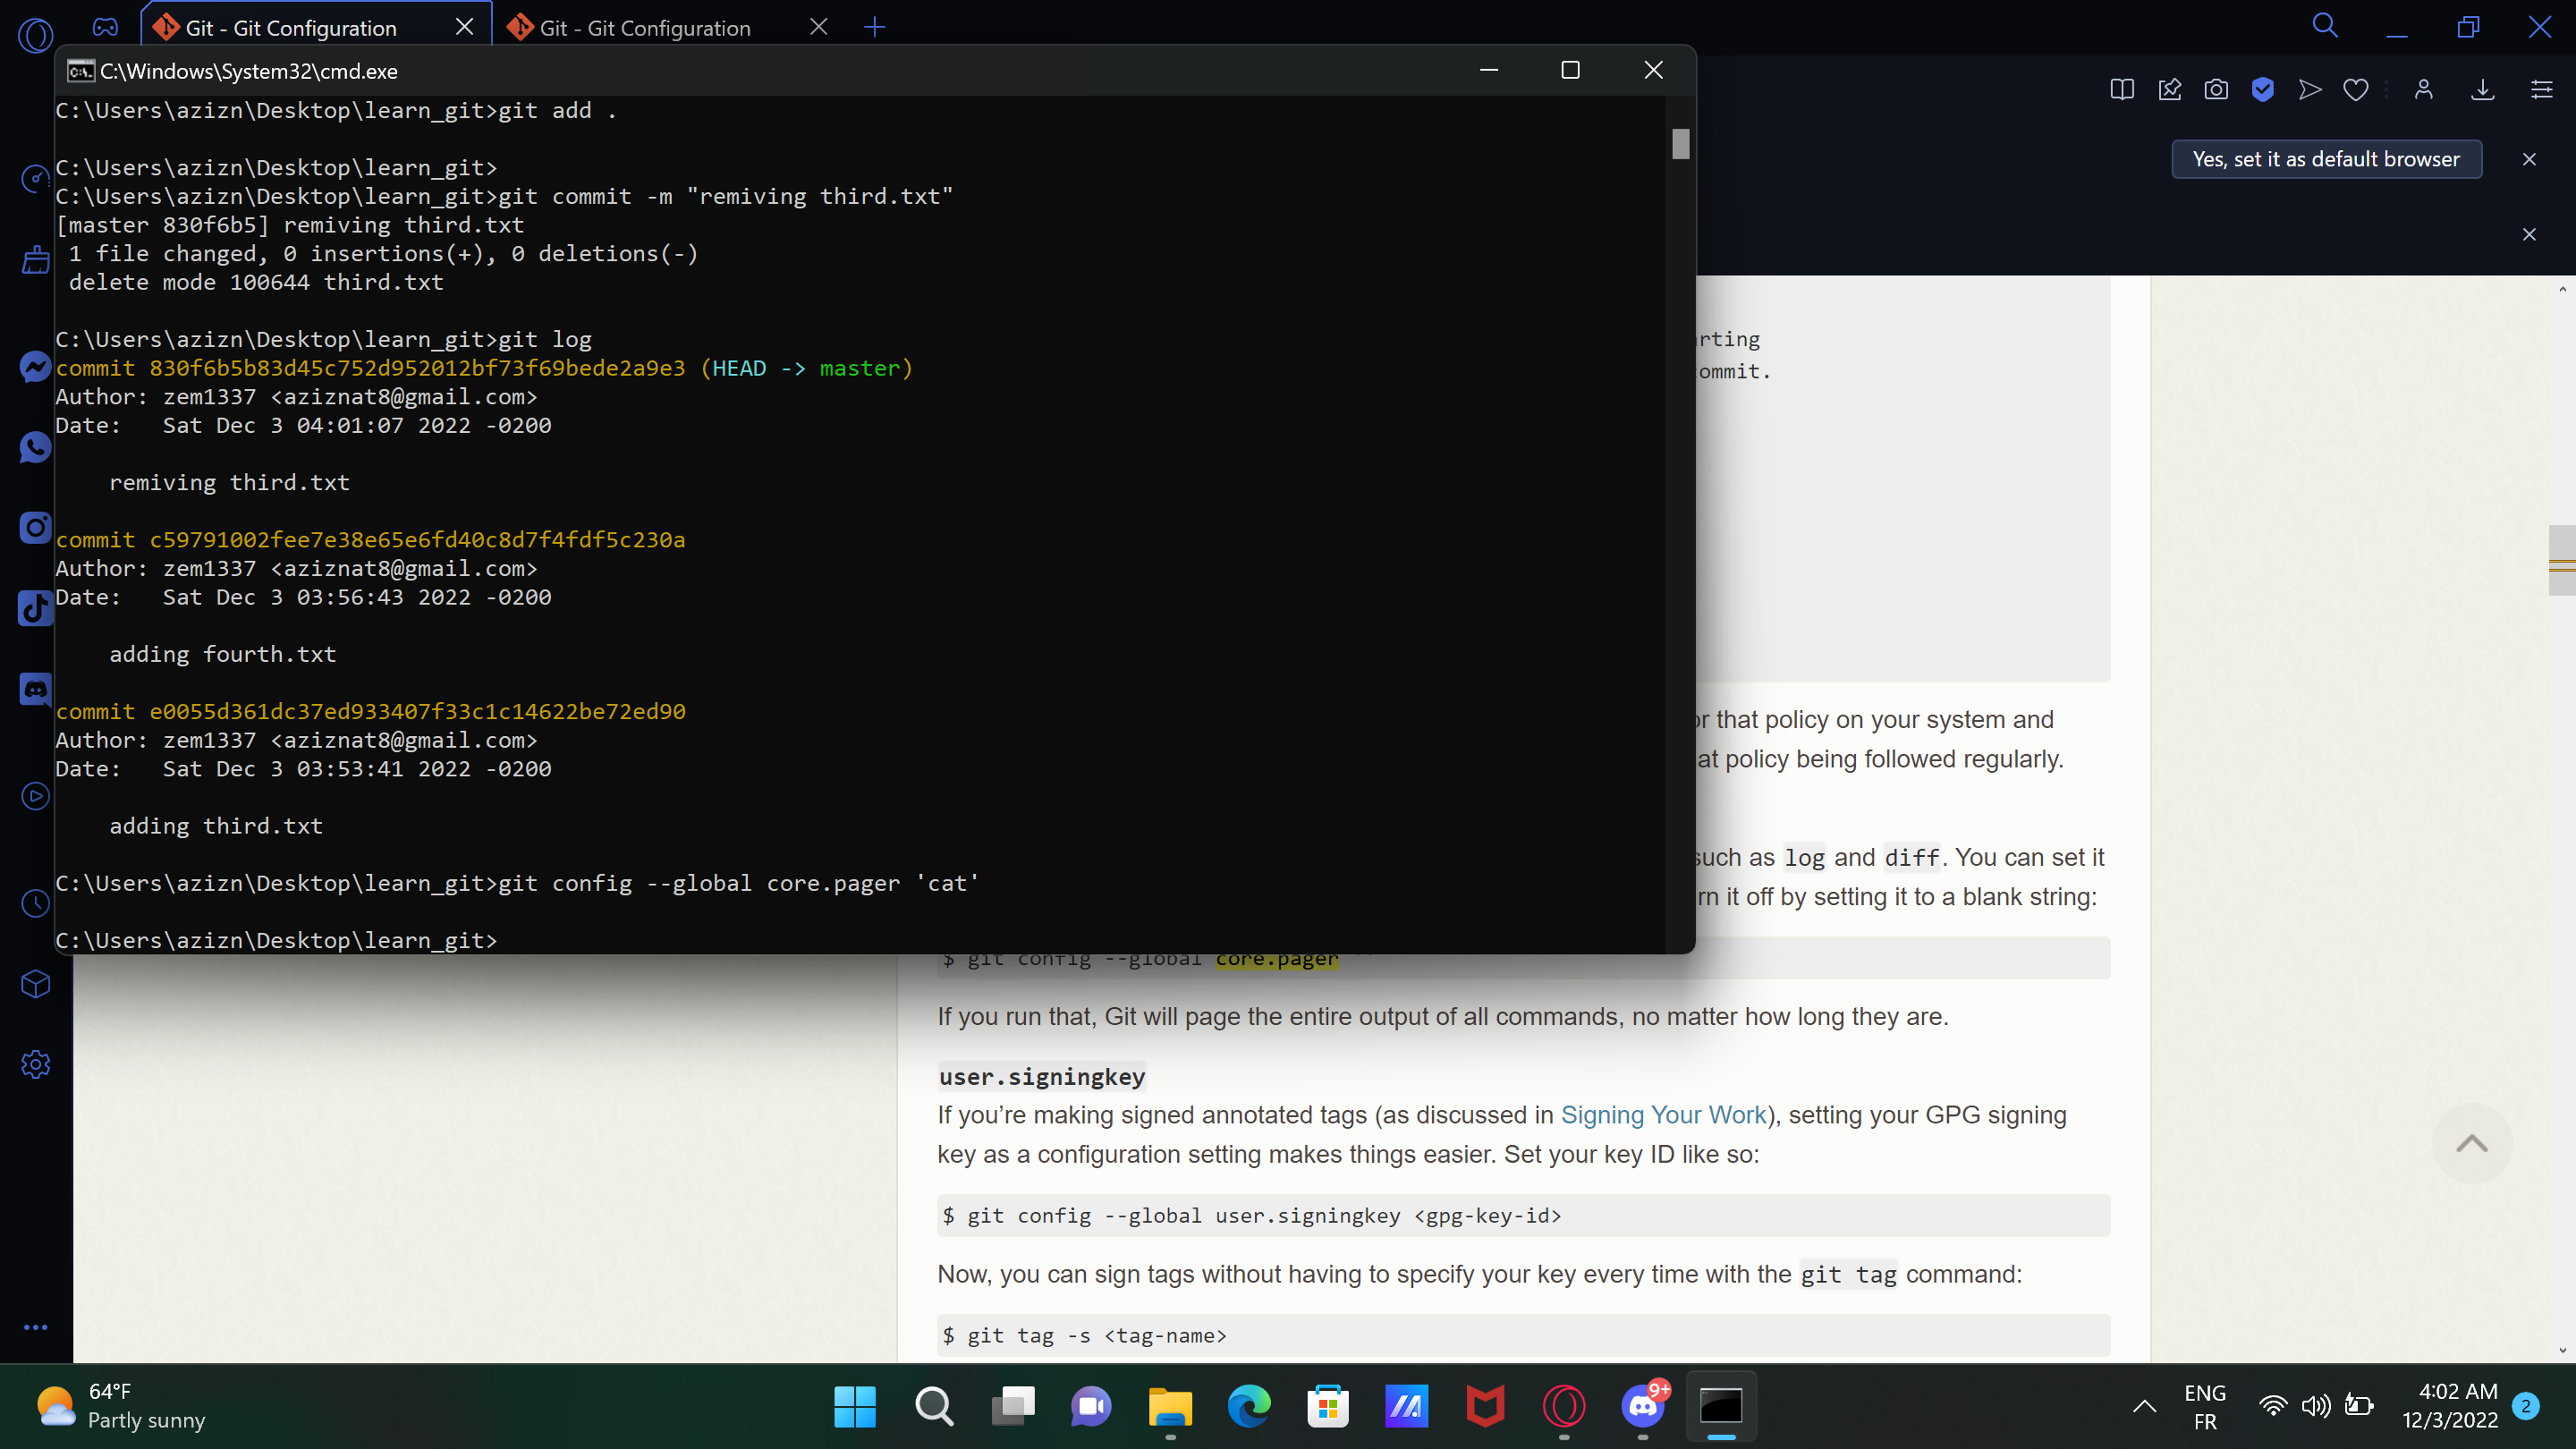 Git - Git Configuration
Git - Git Configuration
C:\Windows\System32\cmd.exe
C:\Users\azizn\Desktop\learn_git>git add .
C:\Users\azizn\Desktop\learn_git>
C:\Users\azizn\Desktop\learn_git>git commit -m "remiving third.txt"
[master 830f6b5] remiving third.txt
1 file changed, 0 insertions(+), 0 deletions(-)
delete mode 100644 third.txt
C:\Users\azizn\Desktop\learn_git>git log
commit 830f6b5b83d45c752d952012bf73f69bede2a9e3 (HEAD -> master)
Author: zem1337 <aziznat8@gmail.com>
Date:   Sat Dec 3 04:01:07 2022 -0200
remiving third.txt
commit c59791002fee7e38e65e6fd40c8d7f4fdf5c230a
Author: zem1337 <aziznat8@gmail.com>
Date:   Sat Dec 3 03:56:43 2022 -0200
adding fourth.txt
commit e0055d361dc37ed933407f33c1c14622be72ed90
Author: zem1337 <aziznat8@gmail.com>
Date:   Sat Dec 3 03:53:41 2022 -0200
adding third.txt
C:\Users\azizn\Desktop\learn_git>git config --global core.pager 'cat'
C:\Users\azizn\Desktop\learn_git>
Yes, set it as default browser
rting
ommit.
or that policy on your system and
at policy being followed regularly.
such as log and diff. You can set it
rn it off by setting it to a blank string:
$ git config --global core.pager ''
If you run that, Git will page the entire output of all commands, no matter how long they are.
user.signingkey
If you’re making signed annotated tags (as discussed in Signing Your Work), setting your GPG signing
key as a configuration setting makes things easier. Set your key ID like so:
$ git config --global user.signingkey <gpg-key-id>
Now, you can sign tags without having to specify your key every time with the git tag command:
$ git tag -s <tag-name>
64°F
Partly sunny
9+
ENG
FR
4:02 AM
12/3/2022
2